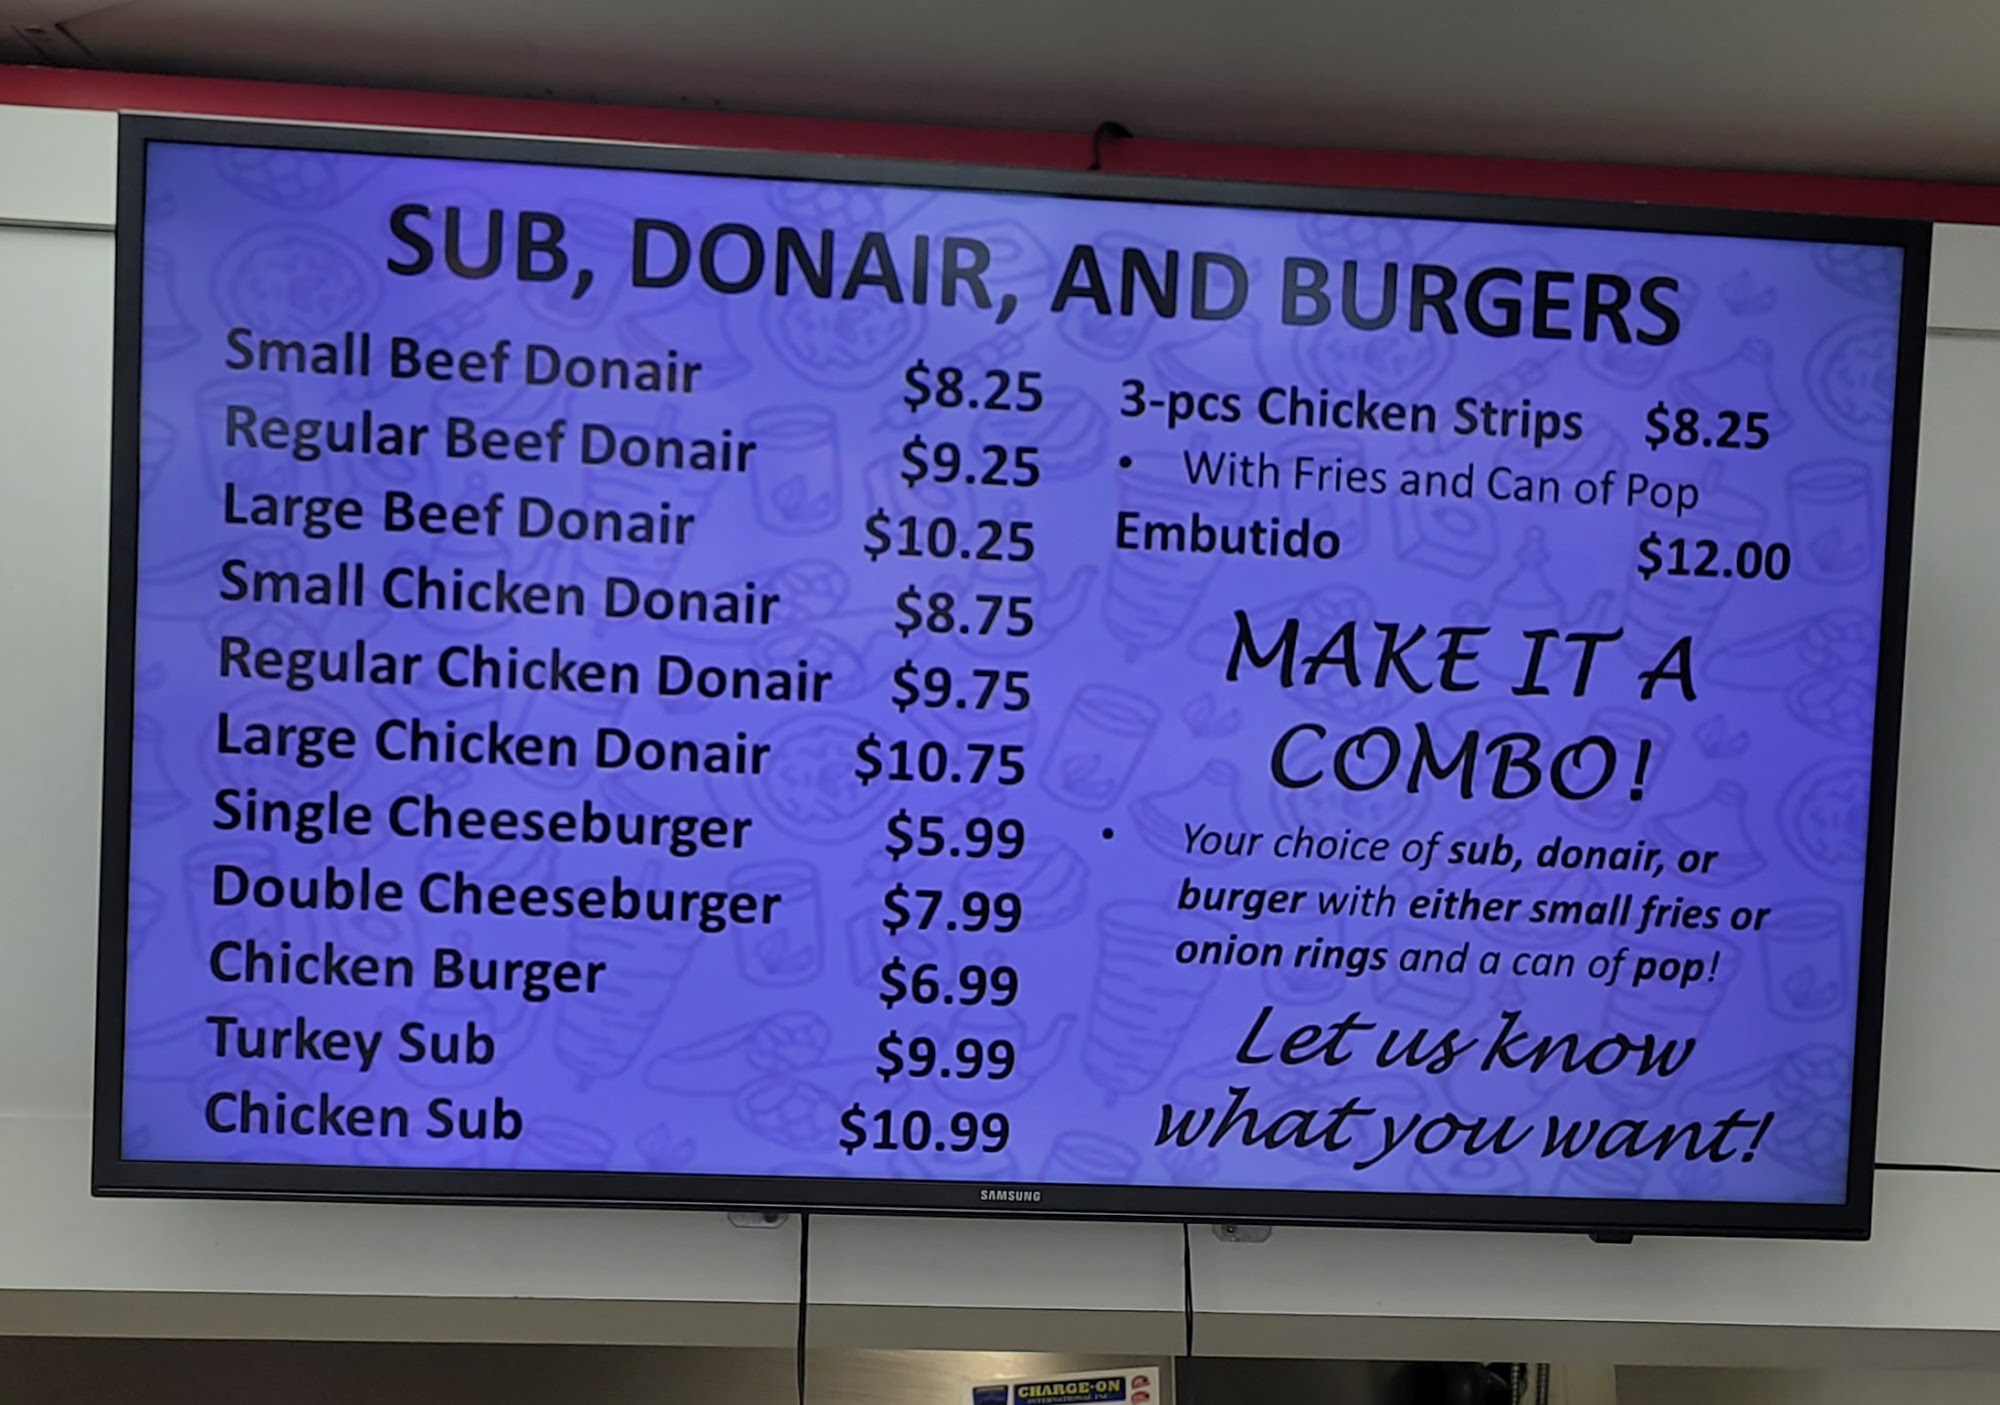 SUB, DONAIR, AND BURGERS
Small Beef Donair $8.25
Regular Beef Donair $9.25
Large Beef Donair $10.25
Small Chicken Donair $8.75
Regular Chicken Donair $9.75
Large Chicken Donair $10.75
Single Cheeseburger $5.99
Double Cheeseburger $7.99
Chicken Burger $6.99
Turkey Sub $9.99
Chicken Sub $10.99
3-pcs Chicken Strips $8.25
• With Fries and Can of Pop
Embutido $12.00
MAKE IT A
COMBO!
• Your choice of sub, donair, or
burger with either small fries or
onion rings and a can of pop!
Let us know
what you want!
SAMSUNG
CHARGE-ON
INTERNATIONAL INC.